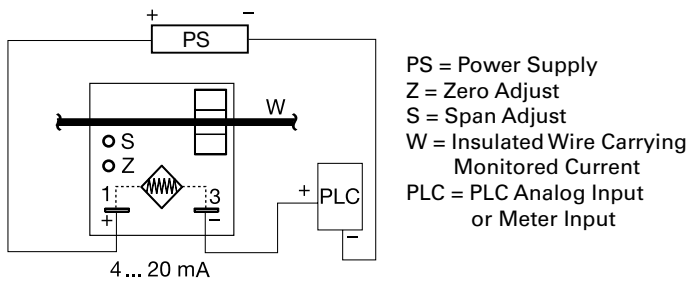 + −
PS
W
S
Z
1 3
+ −
4 ... 20 mA
+ PLC
−
PS = Power Supply
Z = Zero Adjust
S = Span Adjust
W = Insulated Wire Carrying
Monitored Current
PLC = PLC Analog Input
or Meter Input